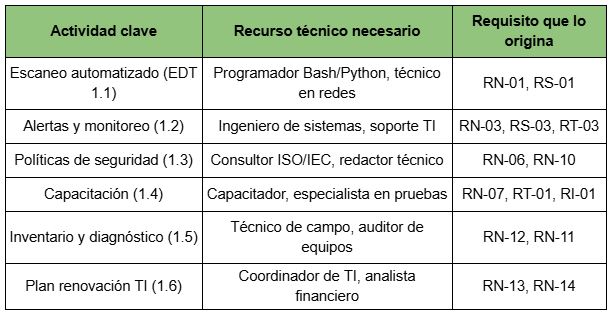 Actividad clave
Recurso técnico necesario
Requisito que lo
origina
Escaneo automatizado (EDT
1.1)
Programador Bash/Python, técnico
en redes
RN-01, RS-01
Alertas y monitoreo (1.2)
Ingeniero de sistemas, soporte TI
RN-03, RS-03, RT-03
Políticas de seguridad (1.3)
Consultor ISO/IEC, redactor técnico
RN-06, RN-10
Capacitación (1.4)
Capacitador, especialista en pruebas
RN-07, RT-01, RI-01
Inventario y diagnóstico (1.5)
Técnico de campo, auditor de
equipos
RN-12, RN-11
Plan renovación TI (1.6)
Coordinador de TI, analista
financiero
RN-13, RN-14